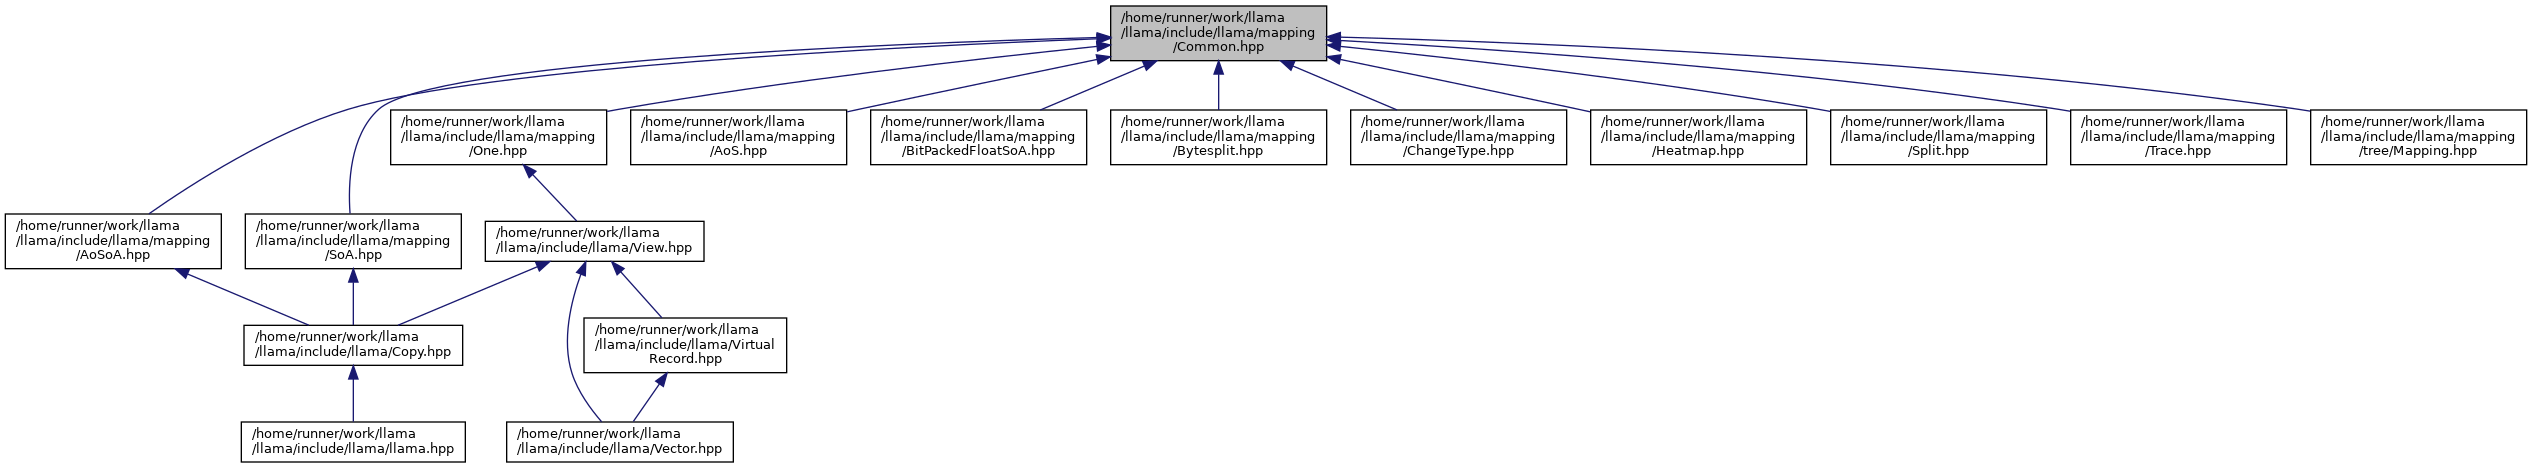 /home/runner/work/llama
/llama/include/llama/mapping
/Common.hpp
/home/runner/work/llama
/llama/include/llama/mapping
/One.hpp
/home/runner/work/llama
/llama/include/llama/mapping
/AoS.hpp
/home/runner/work/llama
/llama/include/llama/mapping
/BitPackedFloatSoA.hpp
/home/runner/work/llama
/llama/include/llama/mapping
/Bytesplit.hpp
/home/runner/work/llama
/llama/include/llama/mapping
/ChangeType.hpp
/home/runner/work/llama
/llama/include/llama/mapping
/Heatmap.hpp
/home/runner/work/llama
/llama/include/llama/mapping
/Split.hpp
/home/runner/work/llama
/llama/include/llama/mapping
/Trace.hpp
/home/runner/work/llama
/llama/include/llama/mapping
/tree/Mapping.hpp
/home/runner/work/llama
/llama/include/llama/mapping
/AoSoA.hpp
/home/runner/work/llama
/llama/include/llama/mapping
/SoA.hpp
/home/runner/work/llama
/llama/include/llama/View.hpp
/home/runner/work/llama
/llama/include/llama/Copy.hpp
/home/runner/work/llama
/llama/include/llama/Virtual
Record.hpp
/home/runner/work/llama
/llama/include/llama/llama.hpp
/home/runner/work/llama
/llama/include/llama/Vector.hpp